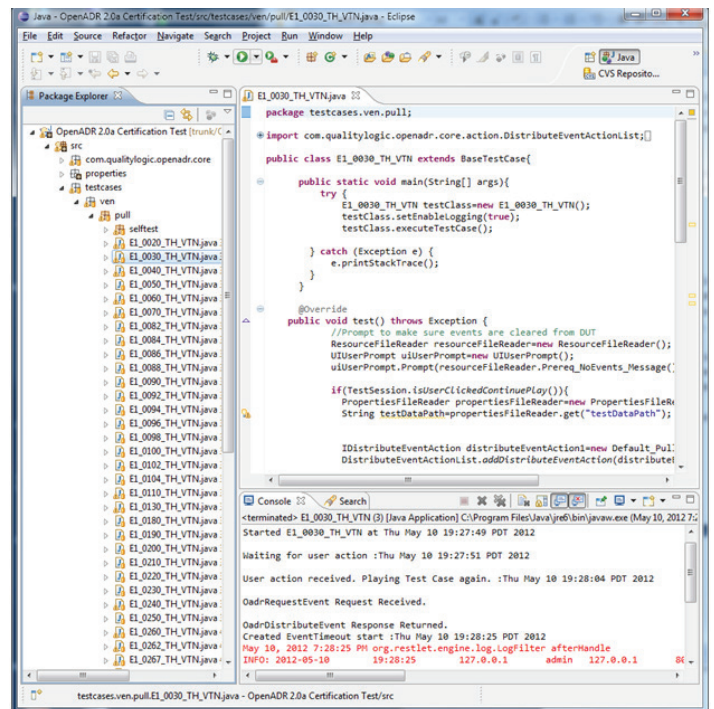 Java - OpenADR 2.0a Certification Test/src/testcases/ven/pull/E1_0030_TH_VTN.java - Eclipse
File Edit Source Refactor Navigate Search Project Run Window Help
Java
CVS Reposito...
Package Explorer
OpenADR 2.0a Certification Test [trunk/C
src
com.qualitylogic.openadr.core
properties
testcases
ven
pull
selftest
E1_0020_TH_VTN.java
E1_0030_TH_VTN.java
E1_0040_TH_VTN.java
E1_0050_TH_VTN.java
E1_0060_TH_VTN.java
E1_0070_TH_VTN.java
E1_0082_TH_VTN.java
E1_0084_TH_VTN.java
E1_0086_TH_VTN.java
E1_0088_TH_VTN.java
E1_0090_TH_VTN.java
E1_0092_TH_VTN.java
E1_0094_TH_VTN.java
E1_0096_TH_VTN.java
E1_0098_TH_VTN.java
E1_0100_TH_VTN.java
E1_0102_TH_VTN.java
E1_0104_TH_VTN.java
E1_0110_TH_VTN.java
E1_0130_TH_VTN.java
E1_0180_TH_VTN.java
E1_0190_TH_VTN.java
E1_0200_TH_VTN.java
E1_0210_TH_VTN.java
E1_0220_TH_VTN.java
E1_0230_TH_VTN.java
E1_0240_TH_VTN.java
E1_0250_TH_VTN.java
E1_0260_TH_VTN.java
E1_0262_TH_VTN.java
E1_0267_TH_VTN.java
E1_0030_TH_VTN.java
package testcases.ven.pull;
import com.qualitylogic.openadr.core.action.DistributeEventActionList;
public class E1_0030_TH_VTN extends BaseTestCase{
public static void main(String[] args){
try {
E1_0030_TH_VTN testClass=new E1_0030_TH_VTN();
testClass.setEnableLogging(true);
testClass.executeTestCase();
} catch (Exception e) {
e.printStackTrace();
}
}
@Override
public void test() throws Exception {
//Prompt to make sure events are cleared from DUT
ResourceFileReader resourceFileReader=new ResourceFileReader();
UIUserPrompt uiUserPrompt=new UIUserPrompt();
uiUserPrompt.Prompt(resourceFileReader.Prereq_NoEvents_Message()
if(TestSession.isUserClickedContinuePlay()){
PropertiesFileReader propertiesFileReader=new PropertiesFileRe
String testDataPath=propertiesFileReader.get("testDataPath");
IDistributeEventAction distributeEventAction1=new Default_Pul
DistributeEventActionList.addDistributeEventAction(distribute
Console Search
<terminated> E1_0030_TH_VTN (3) [Java Application] C:\Program Files\Java\jre6\bin\javaw.exe (May 10, 2012 7:2
Started E1_0030_TH_VTN at Thu May 10 19:27:49 PDT 2012
Waiting for user action :Thu May 10 19:27:51 PDT 2012
User action received. Playing Test Case again. :Thu May 10 19:28:04 PDT 2012
OadrRequestEvent Request Received.
OadrDistributeEvent Response Returned.
Created EventTimeout start :Thu May 10 19:28:25 PDT 2012
May 10, 2012 7:28:25 PM org.restlet.engine.log.LogFilter afterHandle
INFO: 2012-05-10 19:28:25 127.0.0.1 admin 127.0.0.1
testcases.ven.pull.E1_0030_TH_VTN.java - OpenADR 2.0a Certification Test/src